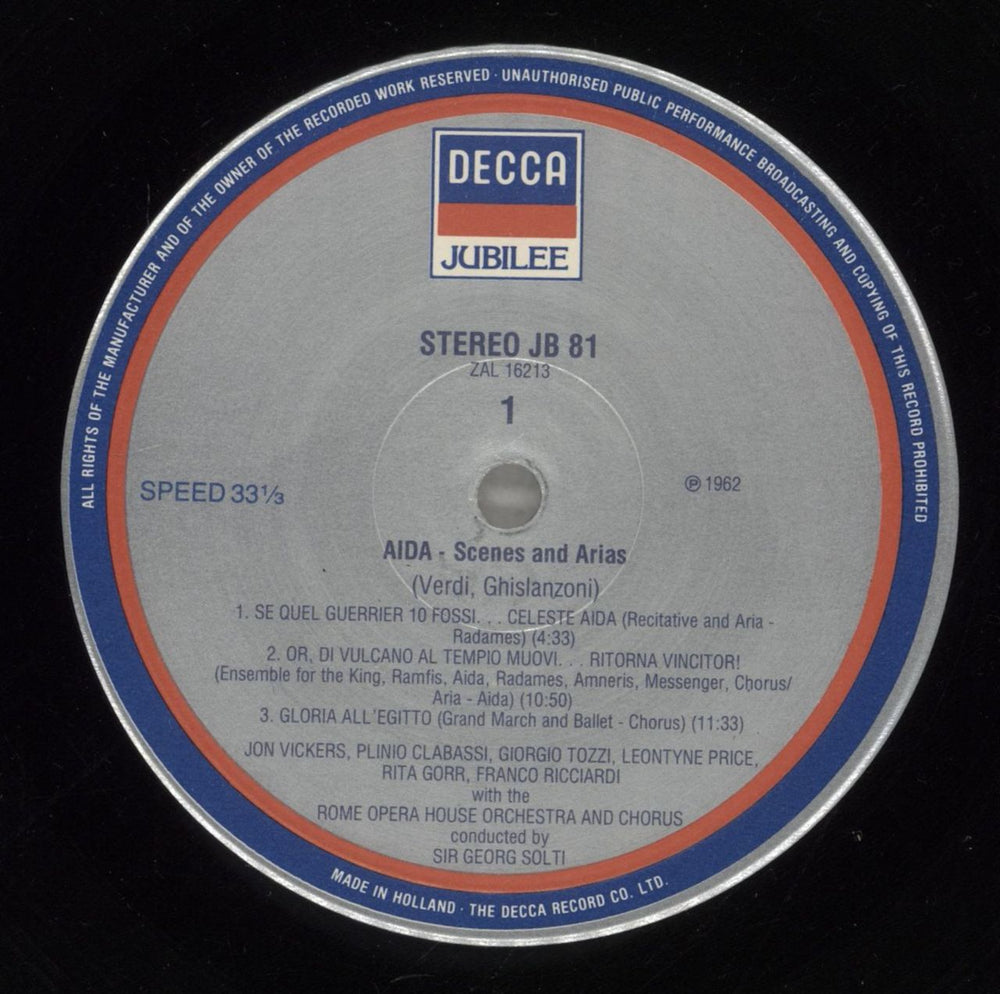 ALL RIGHTS OF THE MANUFACTURER AND OF THE OWNER OF THE RECORDED WORK RESERVED · UNAUTHORISED PUBLIC PERFORMANCE BROADCASTING AND COPYING OF THIS RECORD PROHIBITED
DECCA
JUBILEE
STEREO JB 81
ZAL 16213
1
SPEED 33⅓
℗ 1962
AIDA - Scenes and Arias
(Verdi, Ghislanzoni)
1. SE QUEL GUERRIER 10 FOSSI. . . CELESTE AIDA (Recitative and Aria -
Radames) (4:33)
2. OR, DI VULCANO AL TEMPIO MUOVI. . . RITORNA VINCITOR!
(Ensemble for the King, Ramfis, Aida, Radames, Amneris, Messenger, Chorus/
Aria - Aida) (10:50)
3. GLORIA ALL'EGITTO (Grand March and Ballet - Chorus) (11:33)
JON VICKERS, PLINIO CLABASSI, GIORGIO TOZZI, LEONTYNE PRICE,
RITA GORR, FRANCO RICCIARDI
with the
ROME OPERA HOUSE ORCHESTRA AND CHORUS
conducted by
SIR GEORG SOLTI
MADE IN HOLLAND · THE DECCA RECORD CO. LTD.